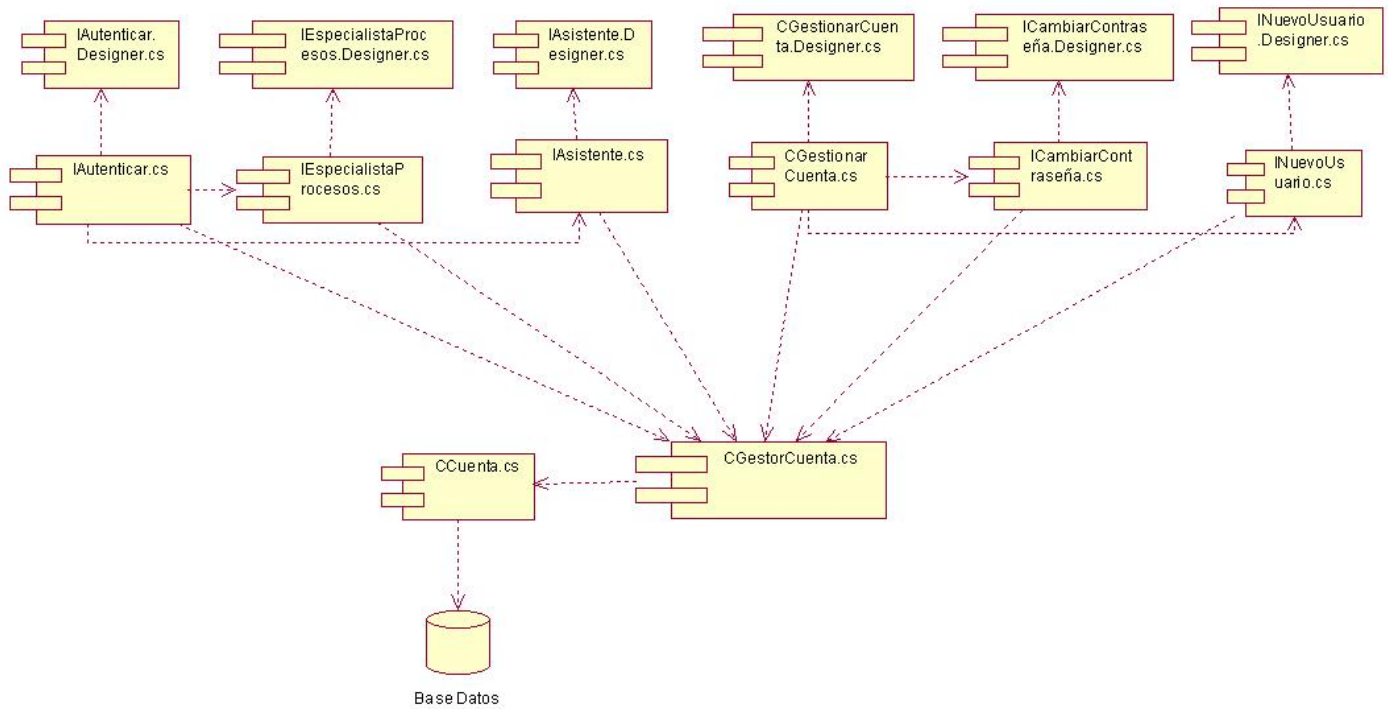 IAutenticar.
Designer.cs
IEspecialistaProc
esos.Designer.cs
IAsistente.D
esigner.cs
CGestionarCuen
ta.Designer.cs
ICambiarContras
eña.Designer.cs
INuevoUsuario
.Designer.cs
IAutenticar.cs
IEspecialistaP
rocesos.cs
IAsistente.cs
CGestionar
Cuenta.cs
ICambiarCont
raseña.cs
INuevoUs
uario.cs
CCuenta.cs
CGestorCuenta.cs
Base Datos